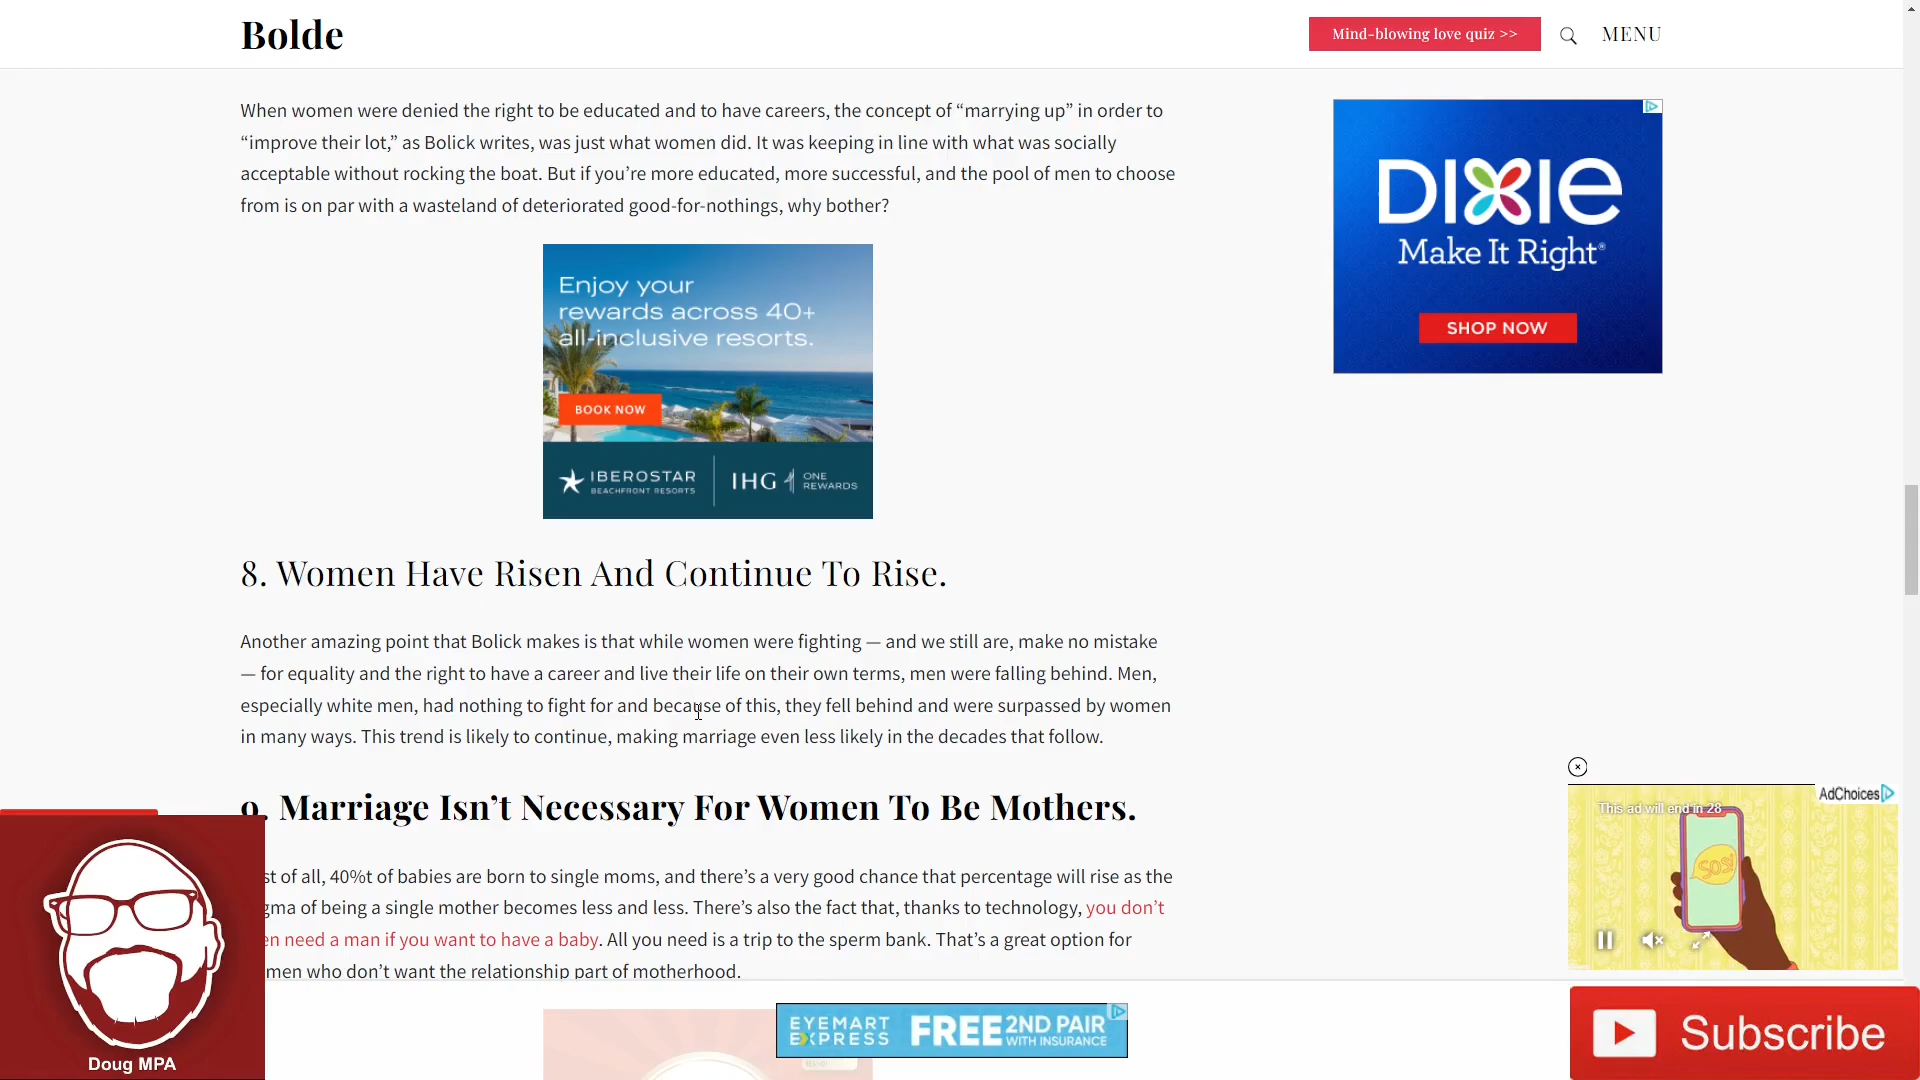 Bolde
Mind-blowing love quiz >>
MENU
When women were denied the right to be educated and to have careers, the concept of “marrying up” in order to
“improve their lot,” as Bolick writes, was just what women did. It was keeping in line with what was socially
acceptable without rocking the boat. But if you’re more educated, more successful, and the pool of men to choose
from is on par with a wasteland of deteriorated good-for-nothings, why bother?
DIXIE
Make It Right®
SHOP NOW
Enjoy your
rewards across 40+
all-inclusive resorts.
BOOK NOW
IBEROSTAR
BEACHFRONT RESORTS
IHG
ONE
REWARDS
8. Women Have Risen And Continue To Rise.
Another amazing point that Bolick makes is that while women were fighting — and we still are, make no mistake
— for equality and the right to have a career and live their life on their own terms, men were falling behind. Men,
especially white men, had nothing to fight for and because of this, they fell behind and were surpassed by women
in many ways. This trend is likely to continue, making marriage even less likely in the decades that follow.
9. Marriage Isn’t Necessary For Women To Be Mothers.
st of all, 40%t of babies are born to single moms, and there’s a very good chance that percentage will rise as the
gma of being a single mother becomes less and less. There’s also the fact that, thanks to technology, you don’t
en need a man if you want to have a baby. All you need is a trip to the sperm bank. That’s a great option for
men who don’t want the relationship part of motherhood.
AdChoices
This ad will end in 28
SOS!
EYEMART
EXPRESS
FREE 2ND PAIR
WITH INSURANCE
Doug MPA
Subscribe